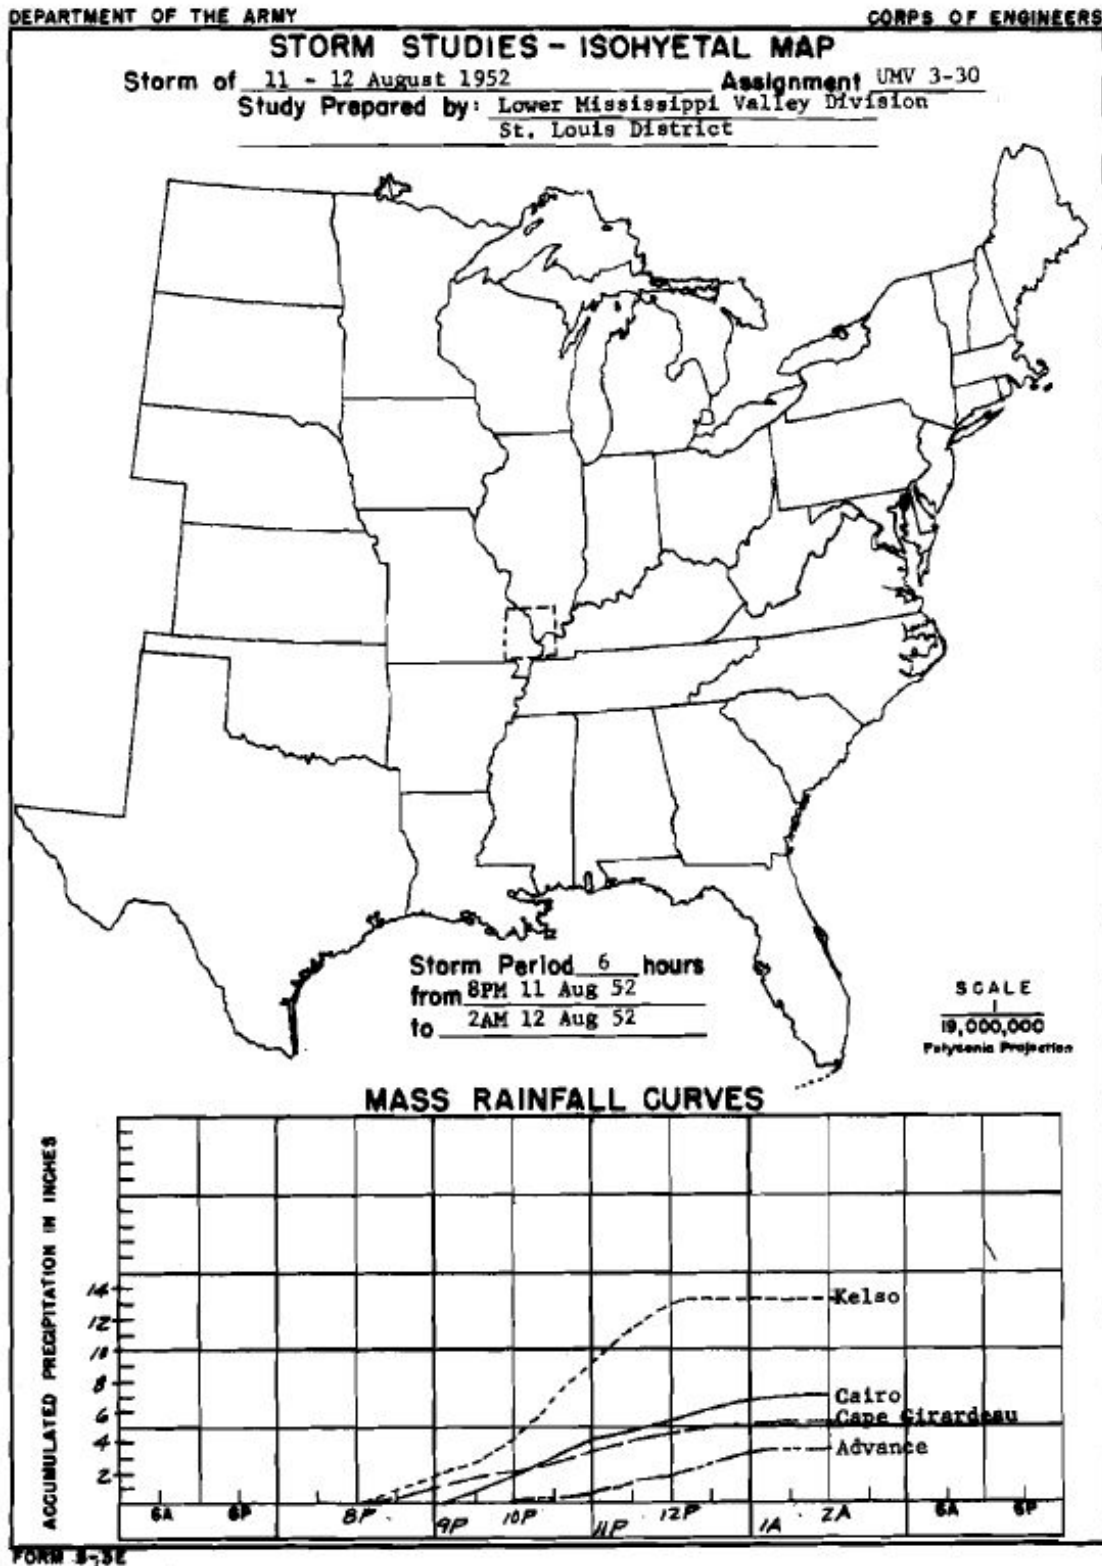 DEPARTMENT OF THE ARMY CORPS OF ENGINEERS
STORM STUDIES - ISOHYETAL MAP
Storm of 11 - 12 August 1952 Assignment UMV 3-30
Study Prepared by: Lower Mississippi Valley Division
St. Louis District
Storm Period 6 hours
from 8PM 11 Aug 52
to 2AM 12 Aug 52
SCALE
1
19,000,000
Polyconic Projection
MASS RAINFALL CURVES
ACCUMULATED PRECIPITATION IN INCHES
14
12
10
8
6
4
2
Kelso
Cairo
Cape Girardeau
Advance
6A 6P 8P 9P 10P 11P 12P 1A 2A 6A 6P
FORM S-3E